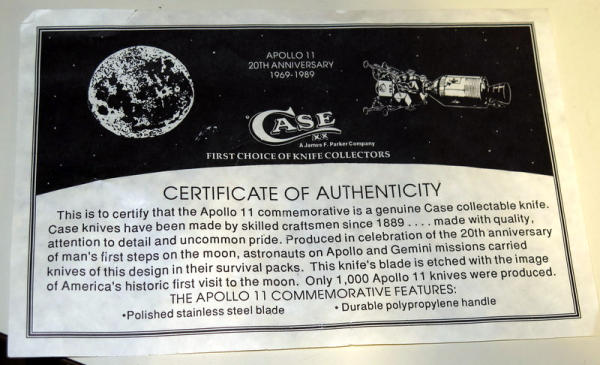 APOLLO 11
20TH ANNIVERSARY
1969-1989
CASE
XX
A James F. Parker Company
FIRST CHOICE OF KNIFE COLLECTORS
CERTIFICATE OF AUTHENTICITY
This is to certify that the Apollo 11 commemorative is a genuine Case collectable knife.
Case knives have been made by skilled craftsmen since 1889 . . . . made with quality,
attention to detail and uncommon pride. Produced in celebration of the 20th anniversary
of man's first steps on the moon, astronauts on Apollo and Gemini missions carried
knives of this design in their survival packs. This knife's blade is etched with the image
of America's historic first visit to the moon. Only 1,000 Apollo 11 knives were produced.
THE APOLLO 11 COMMEMORATIVE FEATURES:
•Polished stainless steel blade • Durable polypropylene handle